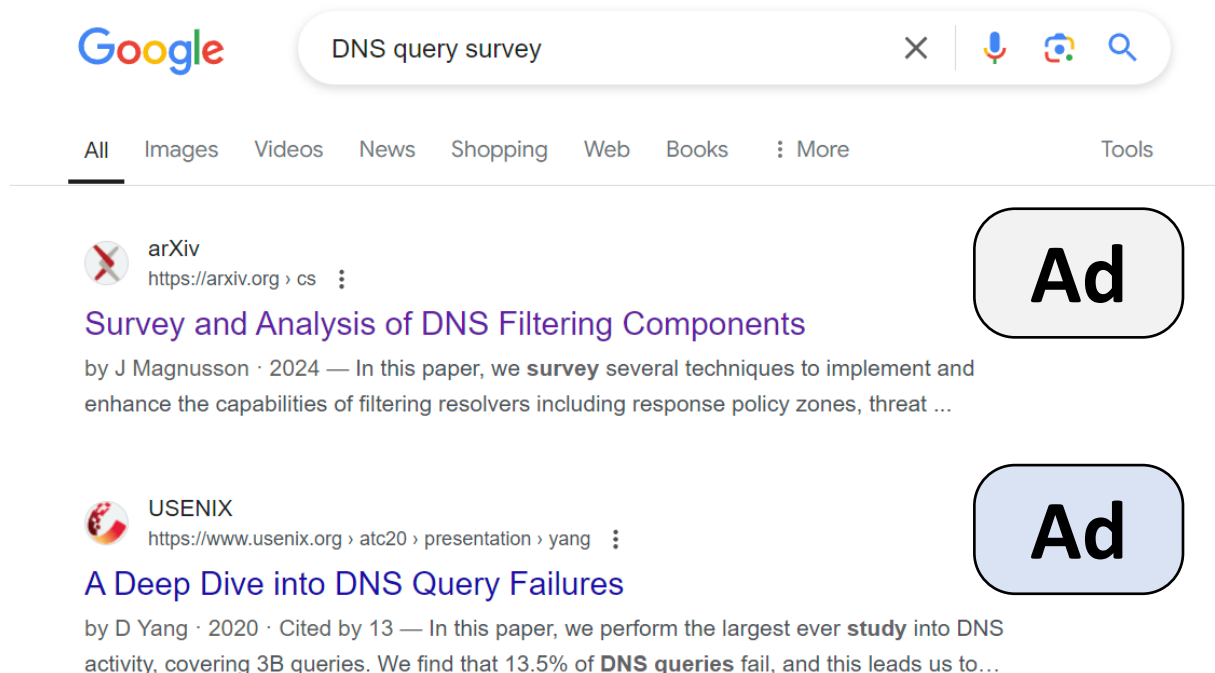 Google
DNS query survey
All Images Videos News Shopping Web Books More Tools
arXiv
https://arxiv.org › cs
Ad
Survey and Analysis of DNS Filtering Components
by J Magnusson · 2024 — In this paper, we survey several techniques to implement and
enhance the capabilities of filtering resolvers including response policy zones, threat ...
USENIX
https://www.usenix.org › atc20 › presentation › yang
Ad
A Deep Dive into DNS Query Failures
by D Yang · 2020 · Cited by 13 — In this paper, we perform the largest ever study into DNS
activity, covering 3B queries. We find that 13.5% of DNS queries fail, and this leads us to…